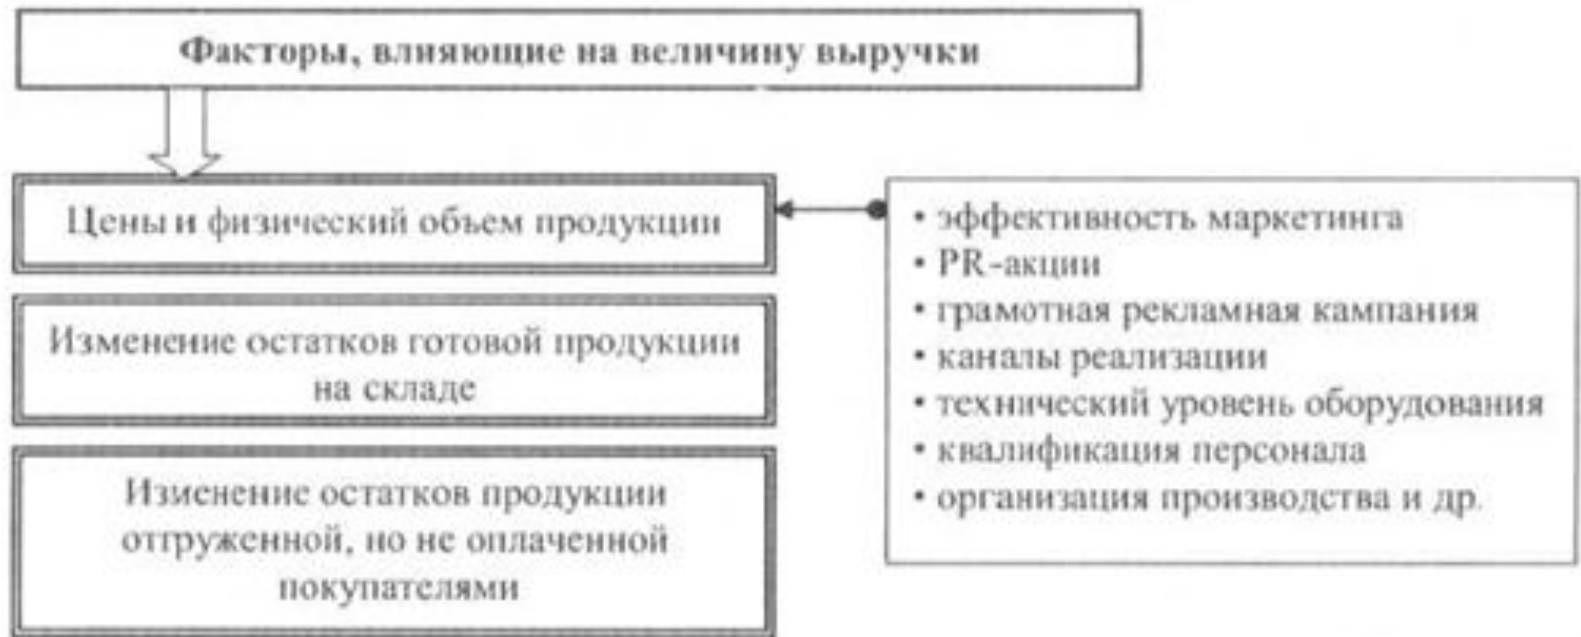 Факторы, влияющие на величину выручки
Цены и физический объем продукции
Изменение остатков готовой продукции
на складе
Изменение остатков продукции
отгруженной, но не оплаченной
покупателями
• эффективность маркетинга
• PR-акции
• грамотная рекламная кампания
• каналы реализации
• технический уровень оборудования
• квалификация персонала
• организация производства и др.